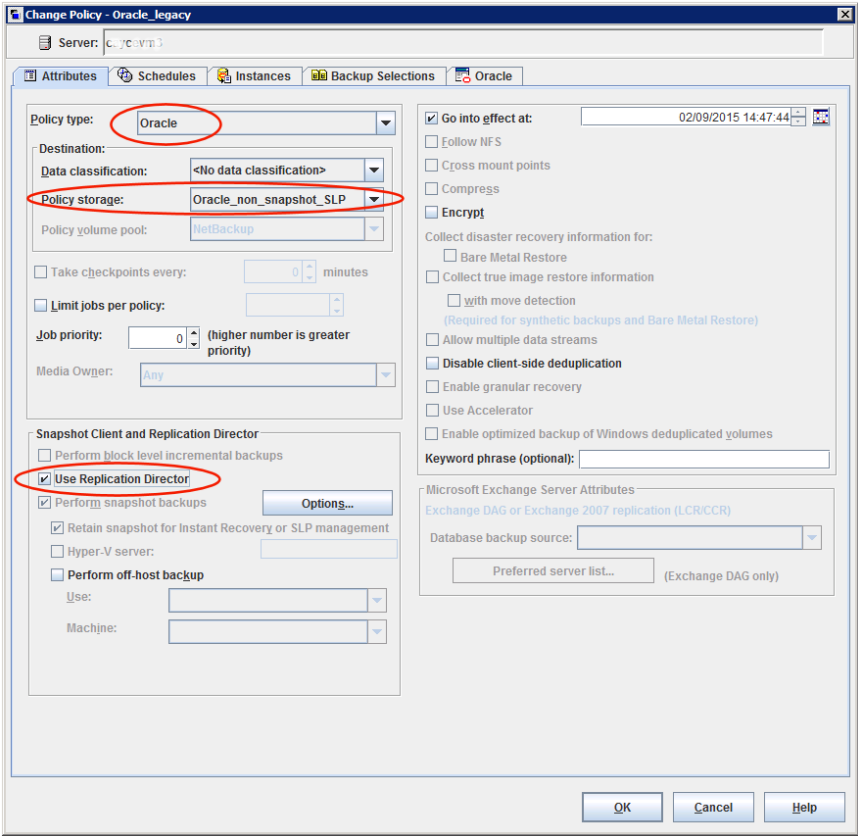 Change Policy - Oracle_legacy
Server:
Attributes Schedules Instances Backup Selections Oracle
Policy type: Oracle
Destination:
Data classification: <No data classification>
Policy storage: Oracle_non_snapshot_SLP
Policy volume pool: NetBackup
Take checkpoints every: 0 minutes
Limit jobs per policy:
Job priority: 0 (higher number is greater
priority)
Media Owner: Any
Snapshot Client and Replication Director
Perform block level incremental backups
Use Replication Director
Perform snapshot backups Options...
Retain snapshot for Instant Recovery or SLP management
Hyper-V server:
Perform off-host backup
Use:
Machine:
Go into effect at: 02/09/2015 14:47:44
Follow NFS
Cross mount points
Compress
Encrypt
Collect disaster recovery information for:
Bare Metal Restore
Collect true image restore information
with move detection
(Required for synthetic backups and Bare Metal Restore)
Allow multiple data streams
Disable client-side deduplication
Enable granular recovery
Use Accelerator
Enable optimized backup of Windows deduplicated volumes
Keyword phrase (optional):
Microsoft Exchange Server Attributes
Exchange DAG or Exchange 2007 replication (LCR/CCR)
Database backup source:
Preferred server list... (Exchange DAG only)
OK Cancel Help